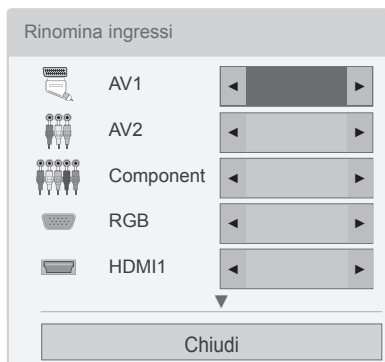 Rinomina ingressi
AV1
AV2
Component
RGB
HDMI1
Chiudi